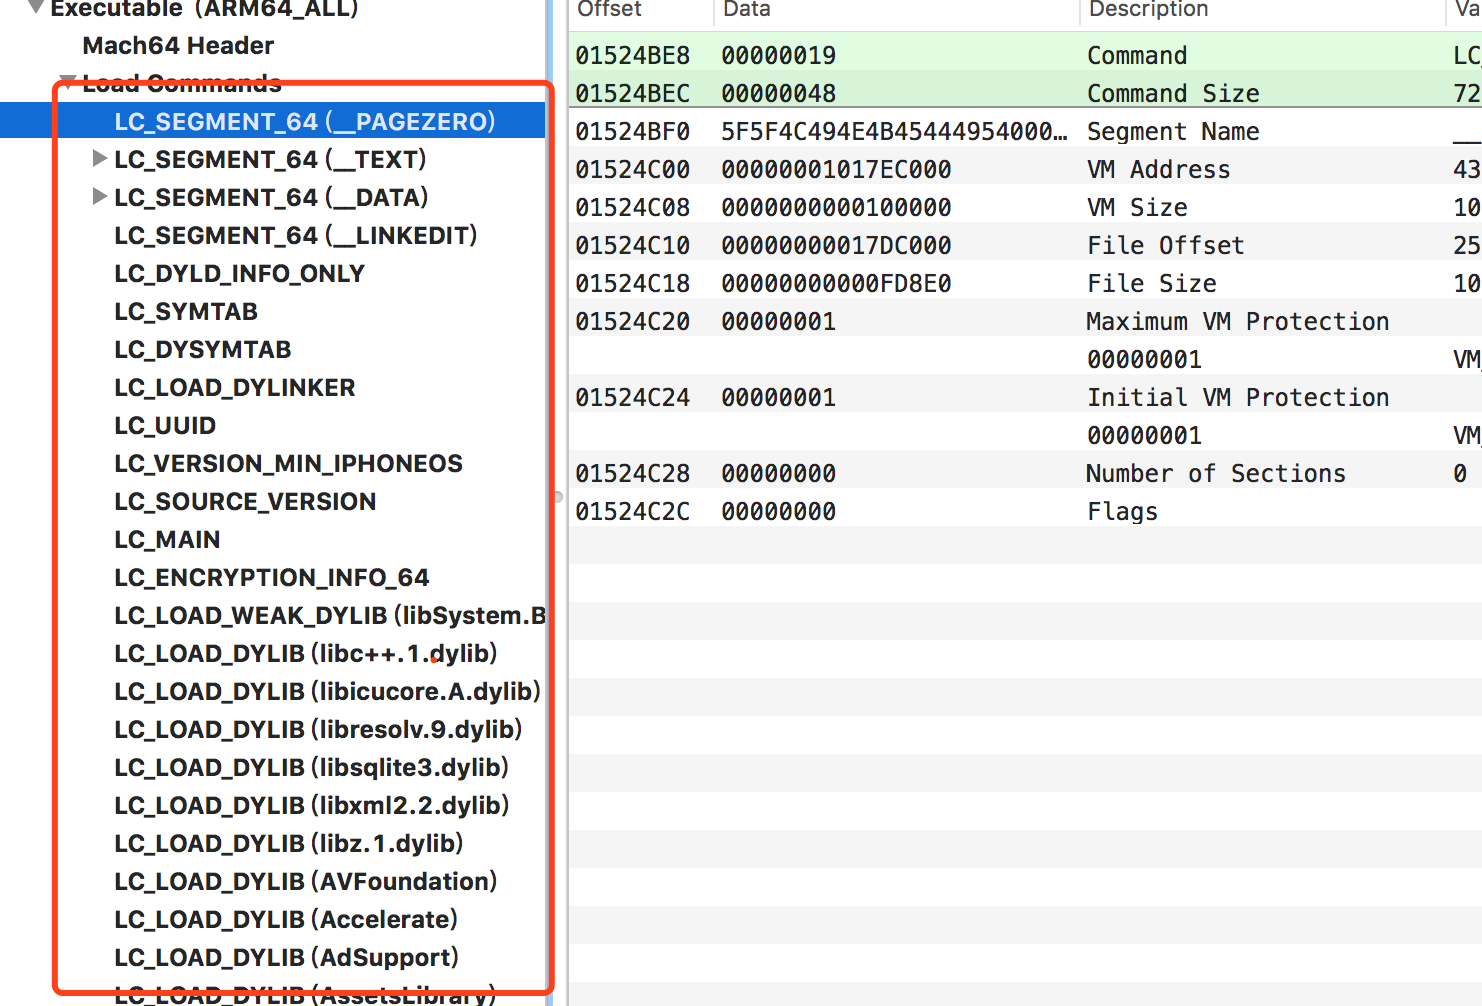 Executable (ARM64_ALL)
Mach64 Header
Load Commands
LC_SEGMENT_64 (__PAGEZERO)
LC_SEGMENT_64 (__TEXT)
LC_SEGMENT_64 (__DATA)
LC_SEGMENT_64 (__LINKEDIT)
LC_DYLD_INFO_ONLY
LC_SYMTAB
LC_DYSYMTAB
LC_LOAD_DYLINKER
LC_UUID
LC_VERSION_MIN_IPHONEOS
LC_SOURCE_VERSION
LC_MAIN
LC_ENCRYPTION_INFO_64
LC_LOAD_WEAK_DYLIB (libSystem.B
LC_LOAD_DYLIB (libc++.1.dylib)
LC_LOAD_DYLIB (libicucore.A.dylib)
LC_LOAD_DYLIB (libresolv.9.dylib)
LC_LOAD_DYLIB (libsqlite3.dylib)
LC_LOAD_DYLIB (libxml2.2.dylib)
LC_LOAD_DYLIB (libz.1.dylib)
LC_LOAD_DYLIB (AVFoundation)
LC_LOAD_DYLIB (Accelerate)
LC_LOAD_DYLIB (AdSupport)
LC_LOAD_DYLIB (AssetsLibrary)
Offset Data Description Va
01524BE8 00000019 Command LC_
01524BEC 00000048 Command Size 72
01524BF0 5F5F4C494E4B45444954000… Segment Name __
01524C00 00000001017EC000 VM Address 43
01524C08 0000000000100000 VM Size 10
01524C10 00000000017DC000 File Offset 25
01524C18 00000000000FD8E0 File Size 10
01524C20 00000001 Maximum VM Protection
00000001 VM_
01524C24 00000001 Initial VM Protection
00000001 VM_
01524C28 00000000 Number of Sections 0
01524C2C 00000000 Flags